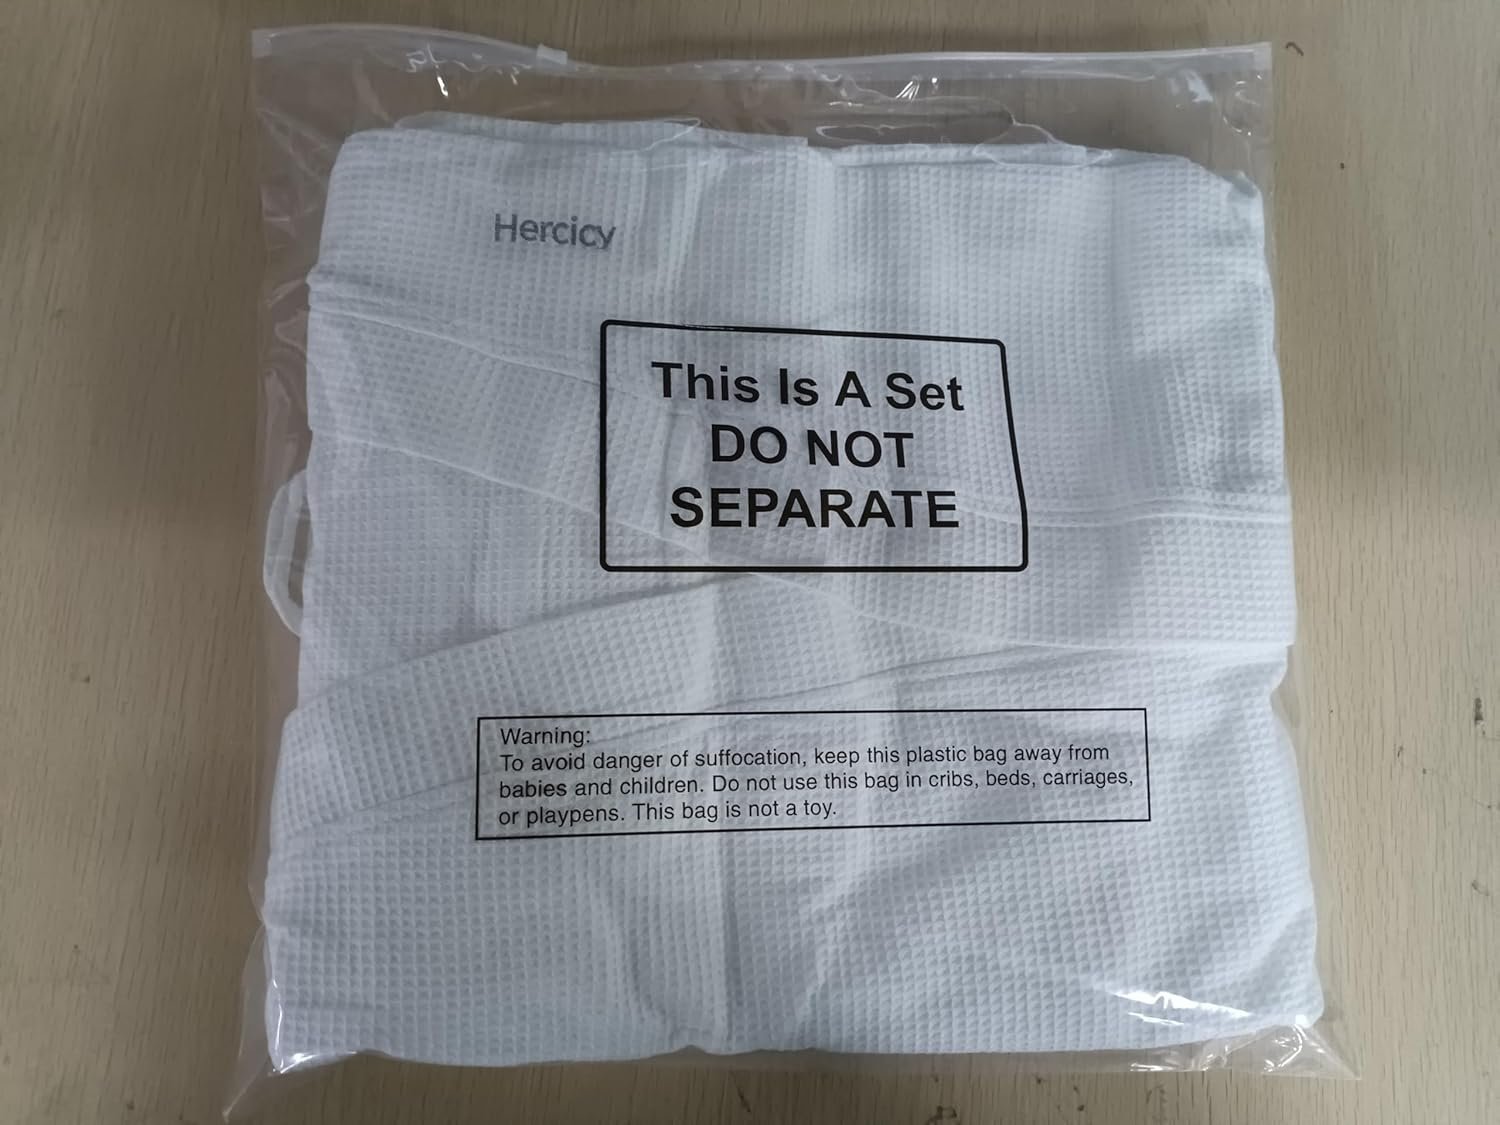 Hercicy
This Is A Set
DO NOT
SEPARATE
Warning:
To avoid danger of suffocation, keep this plastic bag away from
babies and children. Do not use this bag in cribs, beds, carriages,
or playpens. This bag is not a toy.